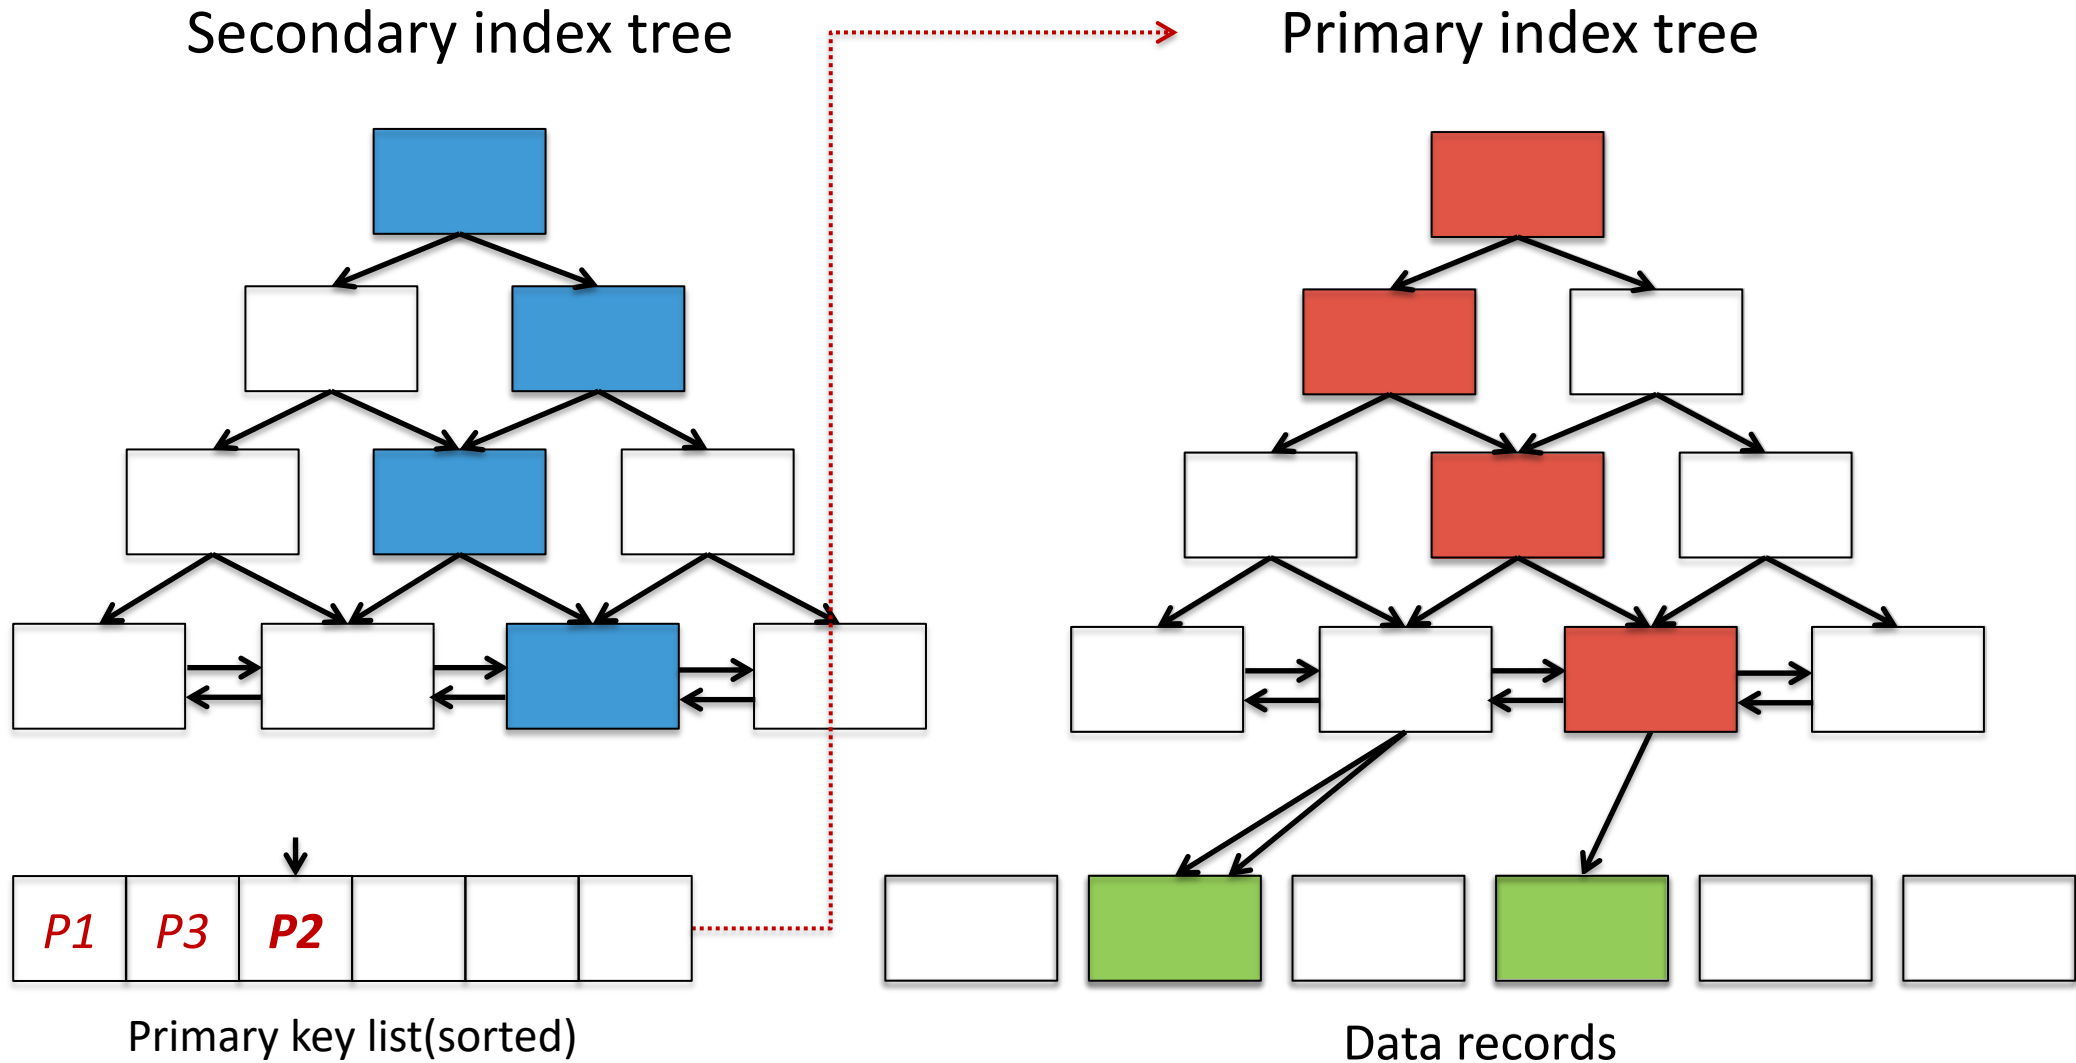 Secondary index tree
Primary index tree
P1 P3 P2
Primary key list(sorted)
Data records